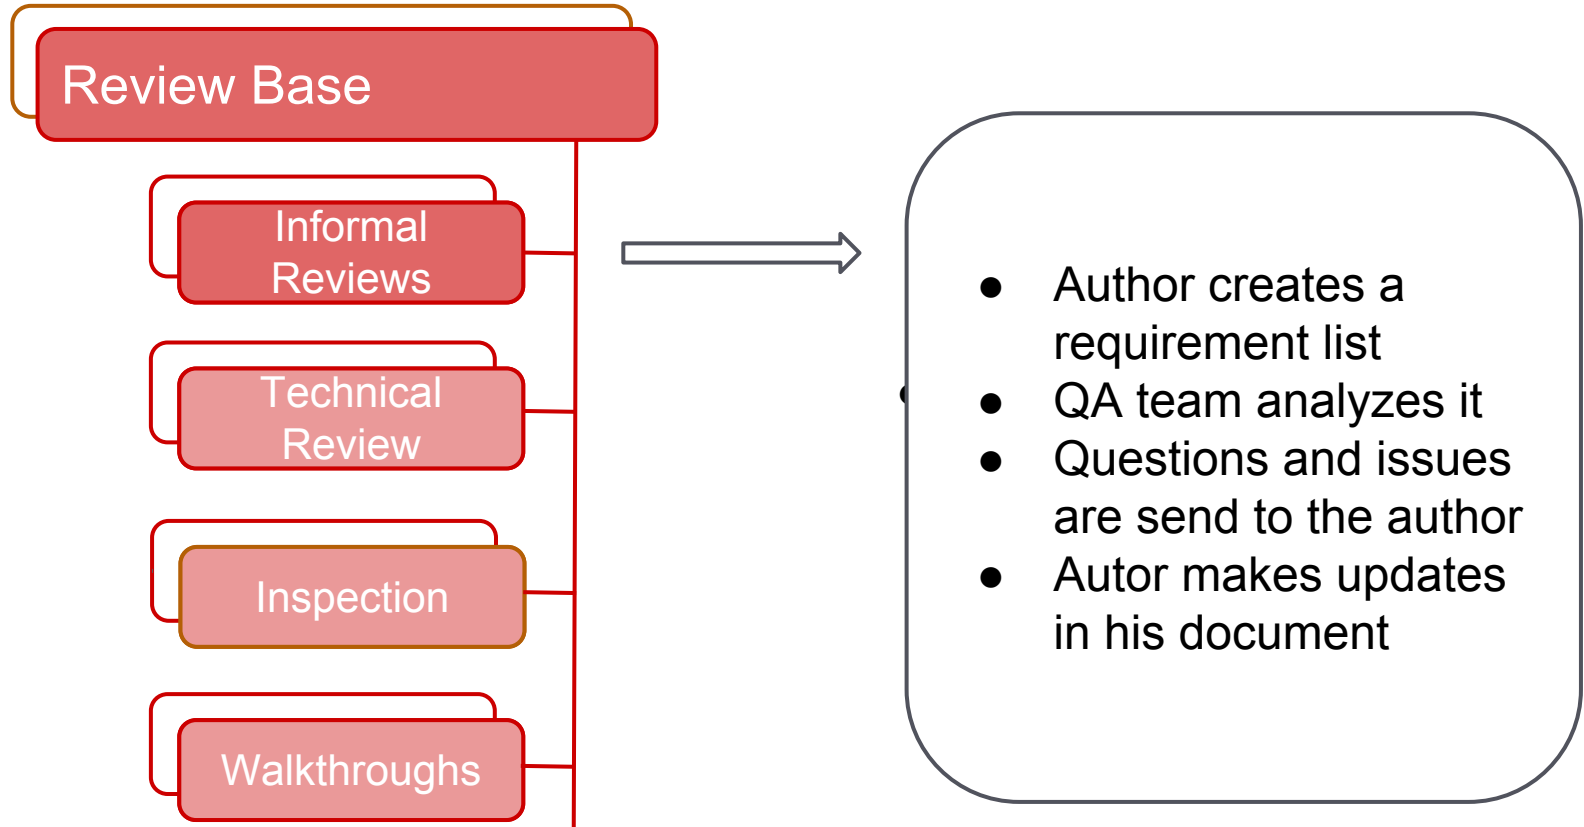 Review Base
Informal
Reviews
Technical
Review
Inspection
Walkthroughs
● Author creates a
requirement list
● QA team analyzes it
● Questions and issues
are send to the author
● Autor makes updates
in his document